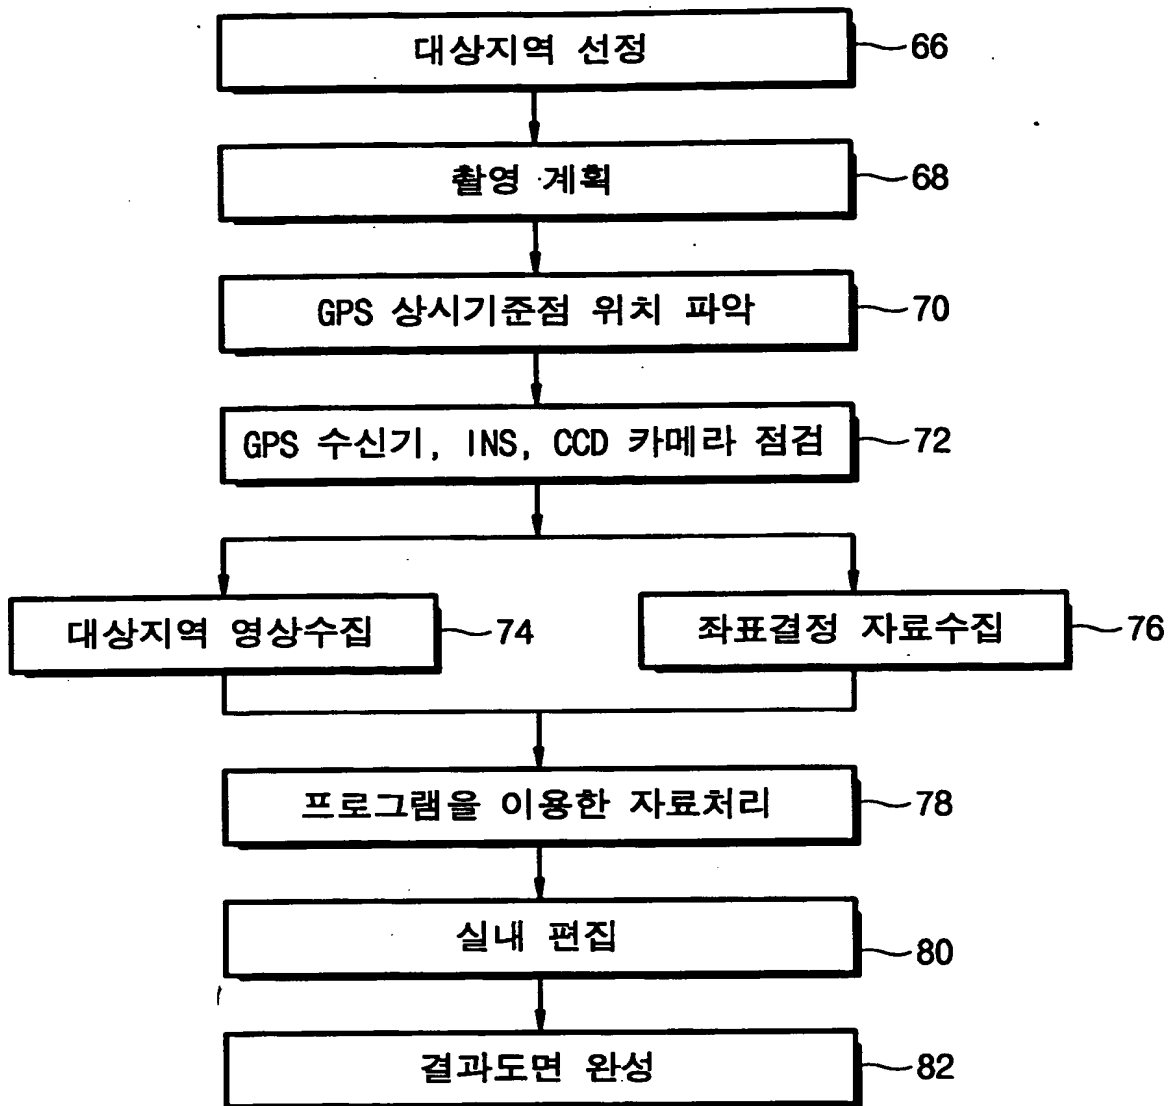 대상지역 선정
66
촬영 계획
68
GPS 상시기준점 위치 파악
70
GPS 수신기, INS, CCD 카메라 점검
72
대상지역 영상수집
74
좌표결정 자료수집
76
프로그램을 이용한 자료처리
78
실내 편집
80
결과도면 완성
82